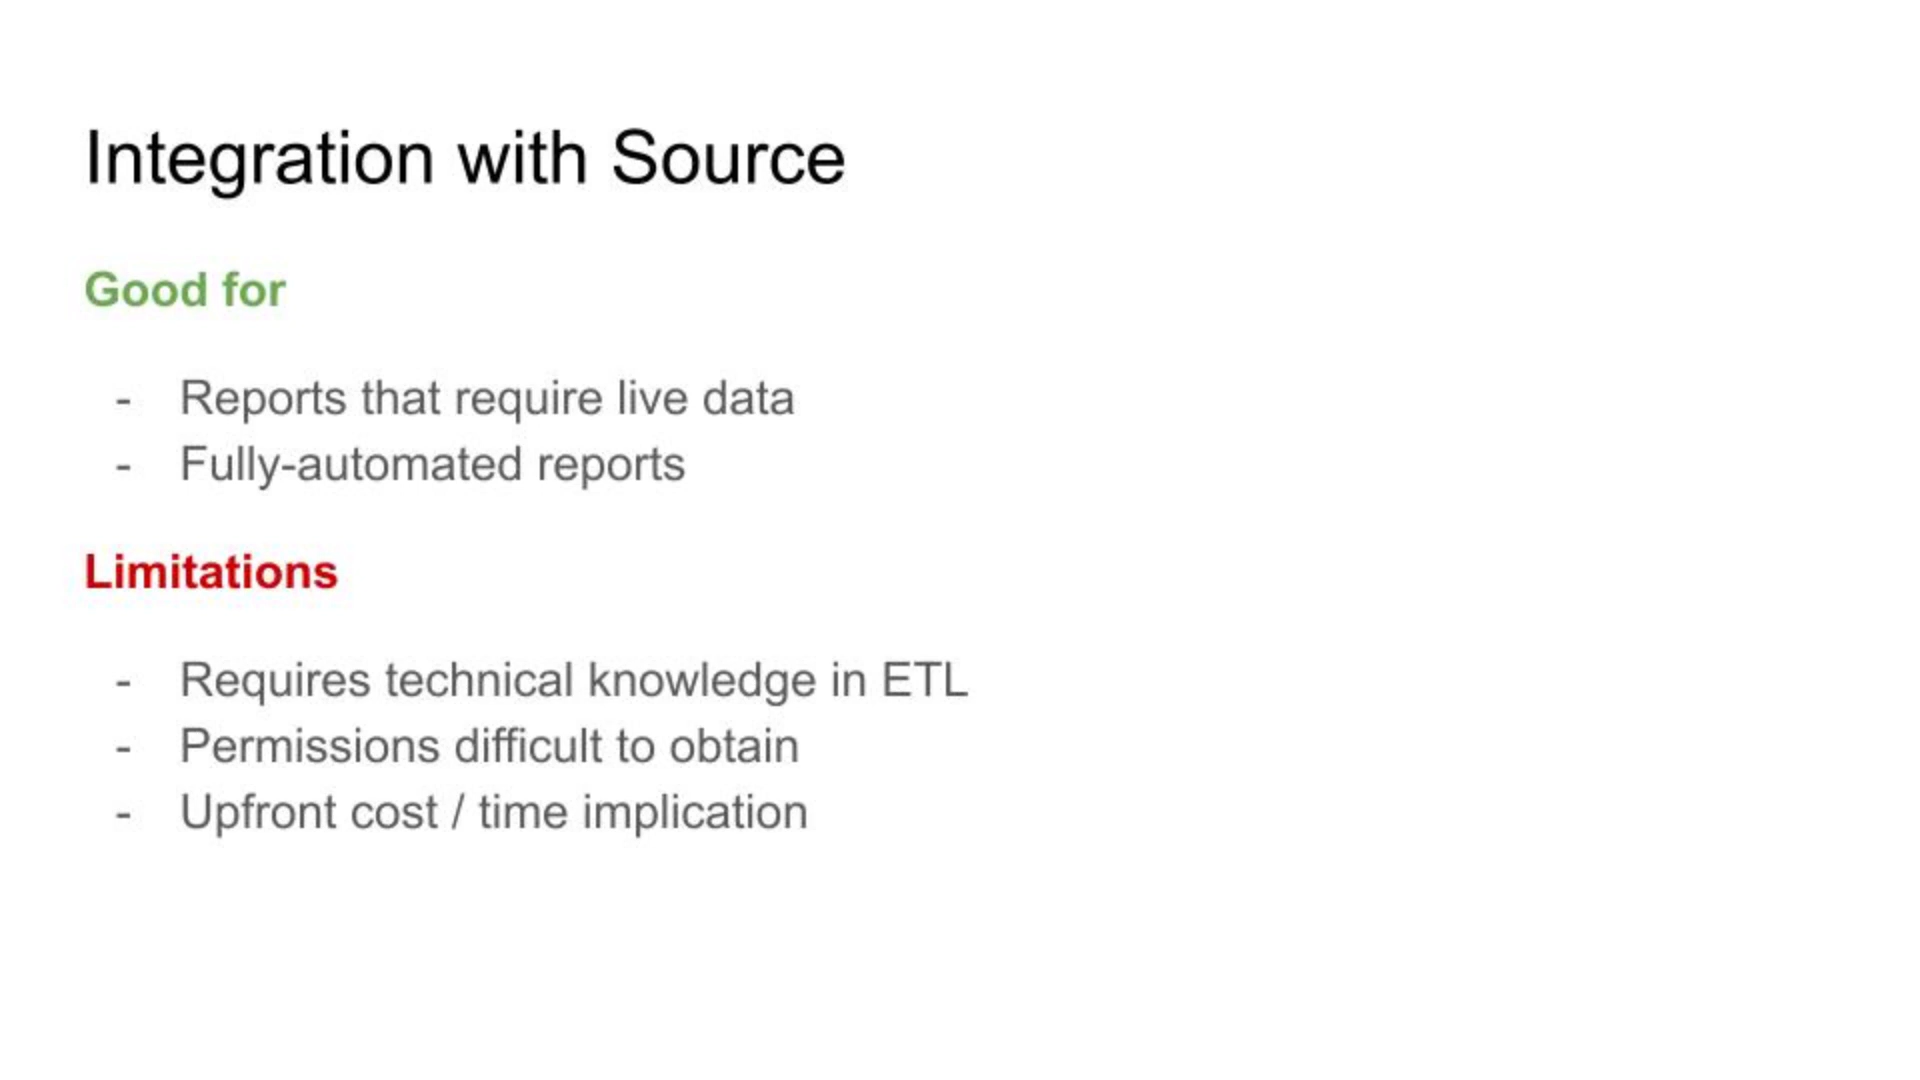 Integration with Source
Good for
- Reports that require live data
- Fully-automated reports
Limitations
- Requires technical knowledge in ETL
- Permissions difficult to obtain
- Upfront cost / time implication